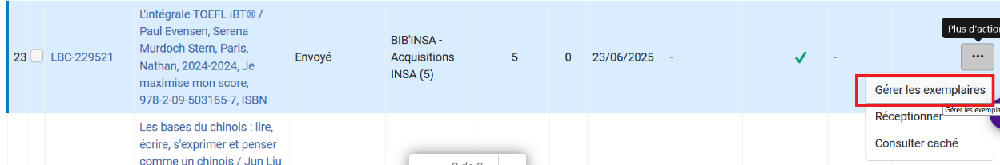 L'intégrale TOEFL iBT® /
Paul Evensen, Serena
Murdoch Stern, Paris,
Nathan, 2024-2024, Je
maximise mon score,
978-2-09-503165-7, ISBN
23
LBC-229521
Envoyé
BIB'INSA -
Acquisitions
INSA (5)
5
0
23/06/2025
-
-
Plus d'action
...
Gérer les exemplaires
Gérer les exempla
Réceptionner
Consulter caché
Les bases du chinois : lire,
écrire, s'exprimer et penser
comme un chinois / Jun Liu